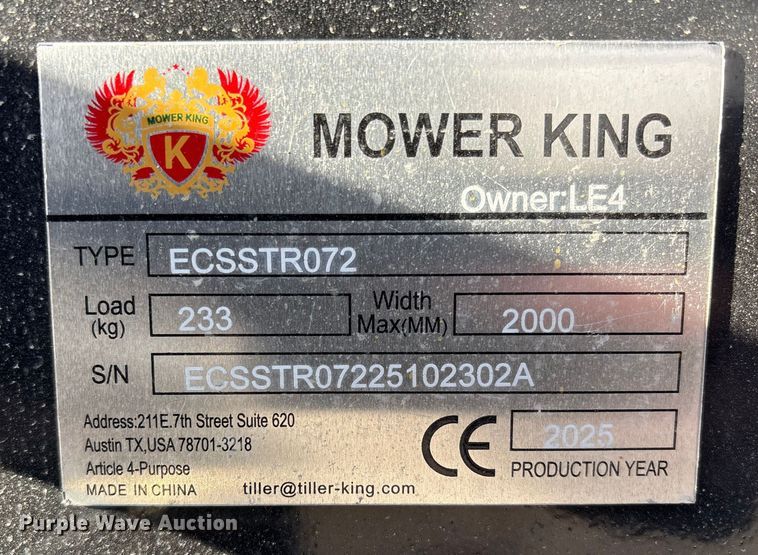 MOWER KING
K
MOWER KING
Owner:LE4
TYPE ECSSTR072
Load (kg) 233 Width Max(MM) 2000
S/N ECSSTR07225102302A
Address:211E.7th Street Suite 620
Austin TX,USA 78701-3218
Article 4-Purpose
MADE IN CHINA tiller@tiller-king.com
CE 2025
PRODUCTION YEAR
Purple Wave Auction